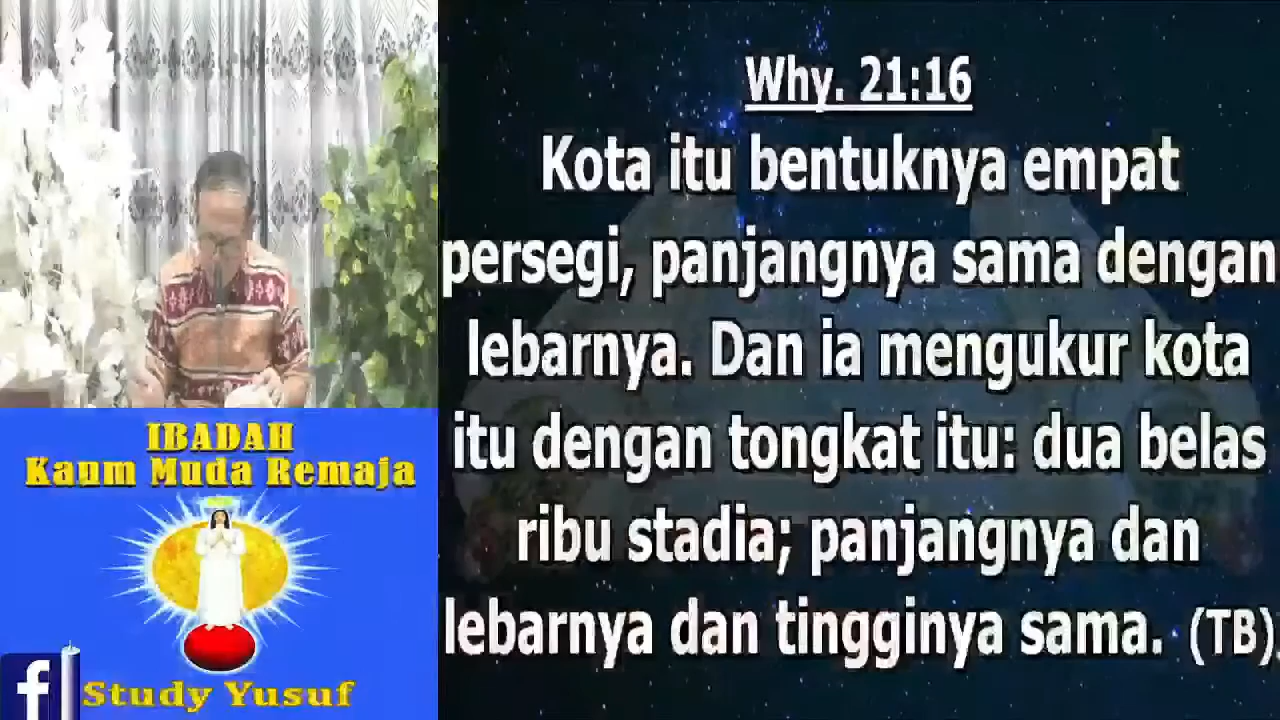 Why. 21:16
Kota itu bentuknya empat
persegi, panjangnya sama dengan
lebarnya. Dan ia mengukur kota
itu dengan tongkat itu: dua belas
ribu stadia; panjangnya dan
lebarnya dan tingginya sama. (TB)
IBADAH
Kaum Muda Remaja
f
Study Yusuf